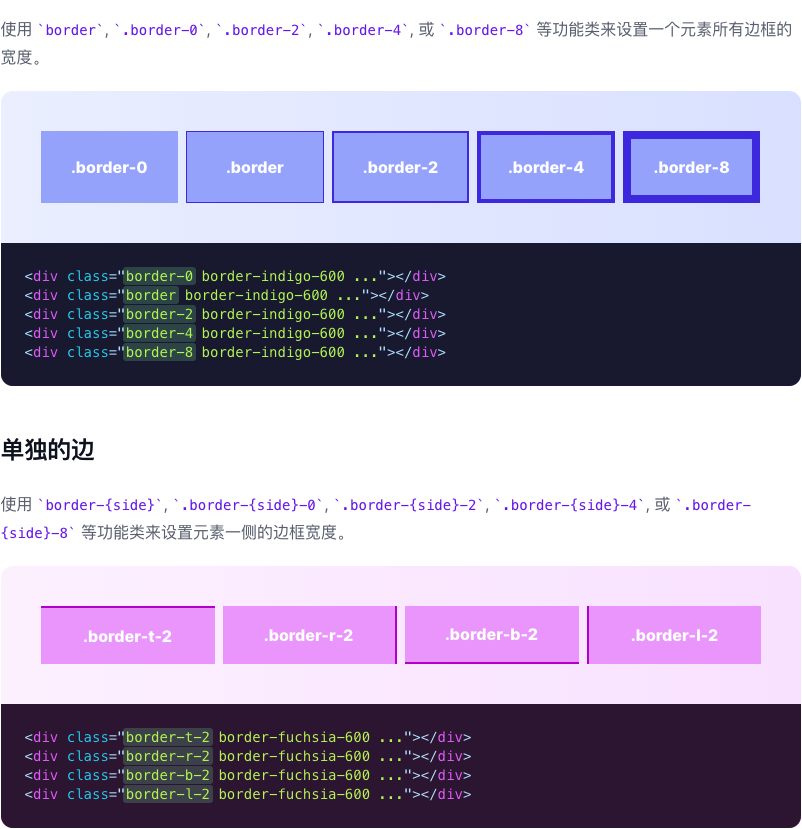 使用 `border`, `.border-0`, `.border-2`, `.border-4`, 或 `.border-8` 等功能类来设置一个元素所有边框的
宽度。
.border-0 .border .border-2 .border-4 .border-8
<div class="border-0 border-indigo-600 ..."></div>
<div class="border border-indigo-600 ..."></div>
<div class="border-2 border-indigo-600 ..."></div>
<div class="border-4 border-indigo-600 ..."></div>
<div class="border-8 border-indigo-600 ..."></div>
单独的边
使用 `border-{side}`, `.border-{side}-0`, `.border-{side}-2`, `.border-{side}-4`, 或 `.border-
{side}-8` 等功能类来设置元素一侧的边框宽度。
.border-t-2 .border-r-2 .border-b-2 .border-l-2
<div class="border-t-2 border-fuchsia-600 ..."></div>
<div class="border-r-2 border-fuchsia-600 ..."></div>
<div class="border-b-2 border-fuchsia-600 ..."></div>
<div class="border-l-2 border-fuchsia-600 ..."></div>